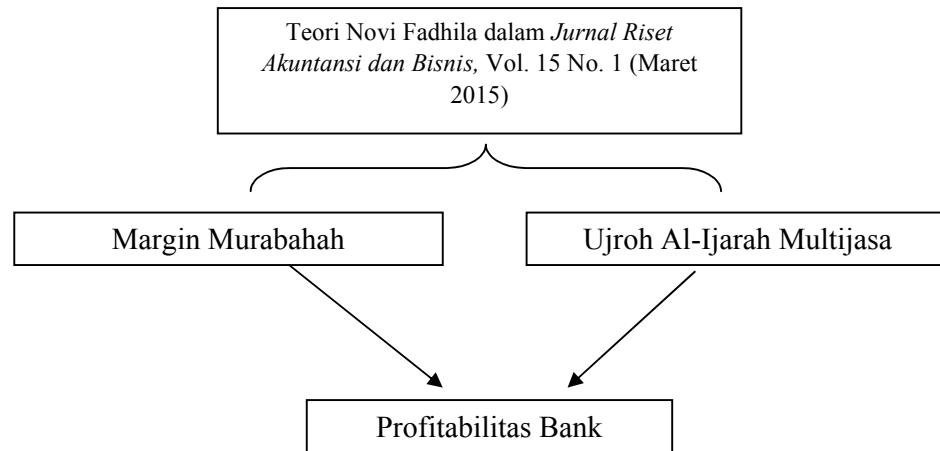 Teori Novi Fadhila dalam Jurnal Riset
Akuntansi dan Bisnis, Vol. 15 No. 1 (Maret
2015)
Margin Murabahah
Ujroh Al-Ijarah Multijasa
Profitabilitas Bank